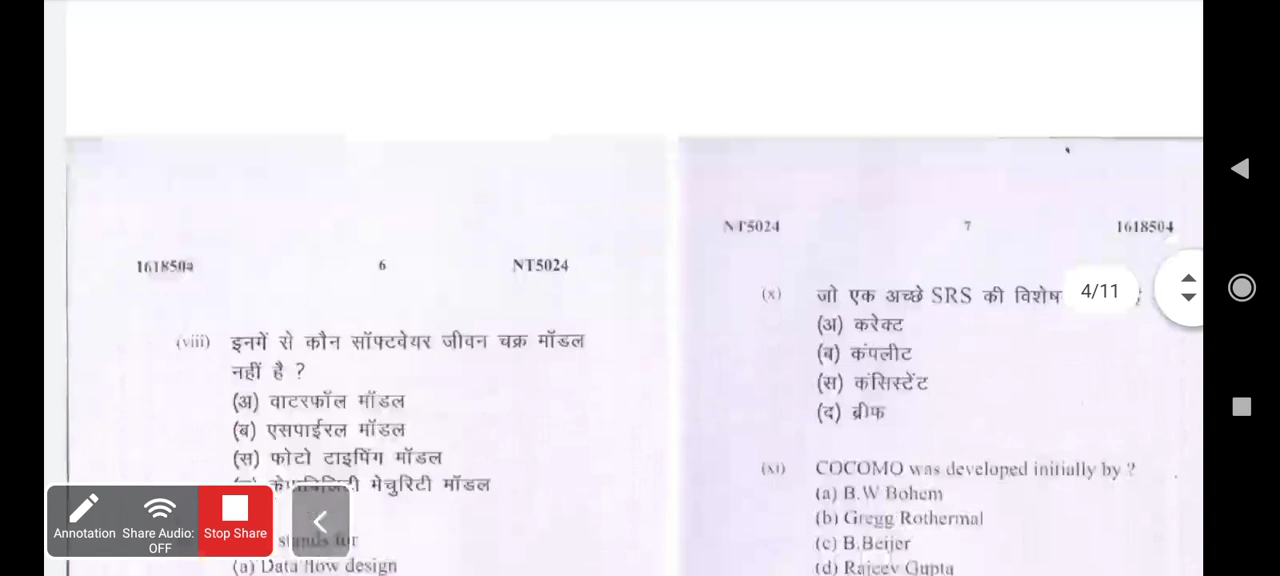 1618504
6
NT5024
(viii) इनमें से कौन सॉफ्टवेयर जीवन चक्र मॉडल
नहीं है ?
(अ) वाटरफॉल मॉडल
(ब) एसपाईरल मॉडल
(स) फोटो टाइपिंग मॉडल
केपाबिलिटी मेचुरिटी मॉडल
stands for
(a) Data flow design
NT5024
7
1618504
(x) जो एक अच्छे SRS की विशेष
(अ) करेक्ट
(ब) कंपलीट
(स) कंसिस्टेंट
(द) ब्रीफ
(xi) COCOMO was developed initially by ?
(a) B.W Bohem
(b) Gregg Rothermal
(c) B.Beijer
(d) Rajeev Gupta
4/11
Annotation
Share Audio:
OFF
Stop Share